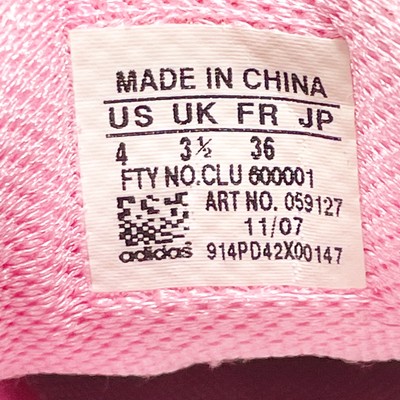 MADE IN CHINA
US UK FR JP
4 3½ 36
FTY NO.CLU 600001
ART NO. 059127
11/07
adidas 914PD42X00147